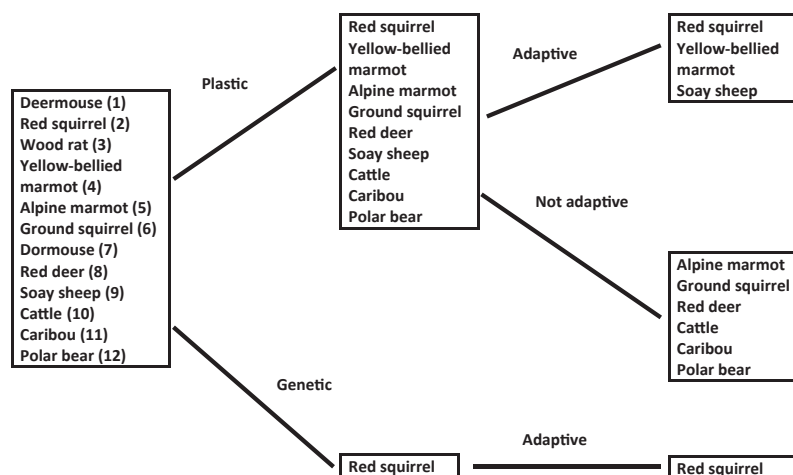 Deermouse (1)
Red squirrel (2)
Wood rat (3)
Yellow-bellied
marmot (4)
Alpine marmot (5)
Ground squirrel (6)
Dormouse (7)
Red deer (8)
Soay sheep (9)
Cattle (10)
Caribou (11)
Polar bear (12)
Plastic
Genetic
Red squirrel
Yellow-bellied
marmot
Alpine marmot
Ground squirrel
Red deer
Soay sheep
Cattle
Caribou
Polar bear
Adaptive
Not adaptive
Red squirrel
Yellow-bellied
marmot
Soay sheep
Alpine marmot
Ground squirrel
Red deer
Cattle
Caribou
Polar bear
Red squirrel
Adaptive
Red squirrel